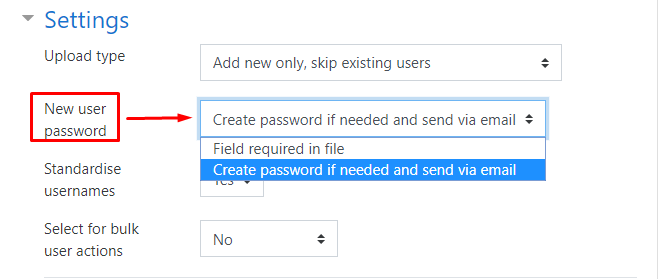 Settings
Upload type
Add new only, skip existing users
New user
password
Create password if needed and send via email
Field required in file
Create password if needed and send via email
Standardise
usernames
Yes
Select for bulk
user actions
No